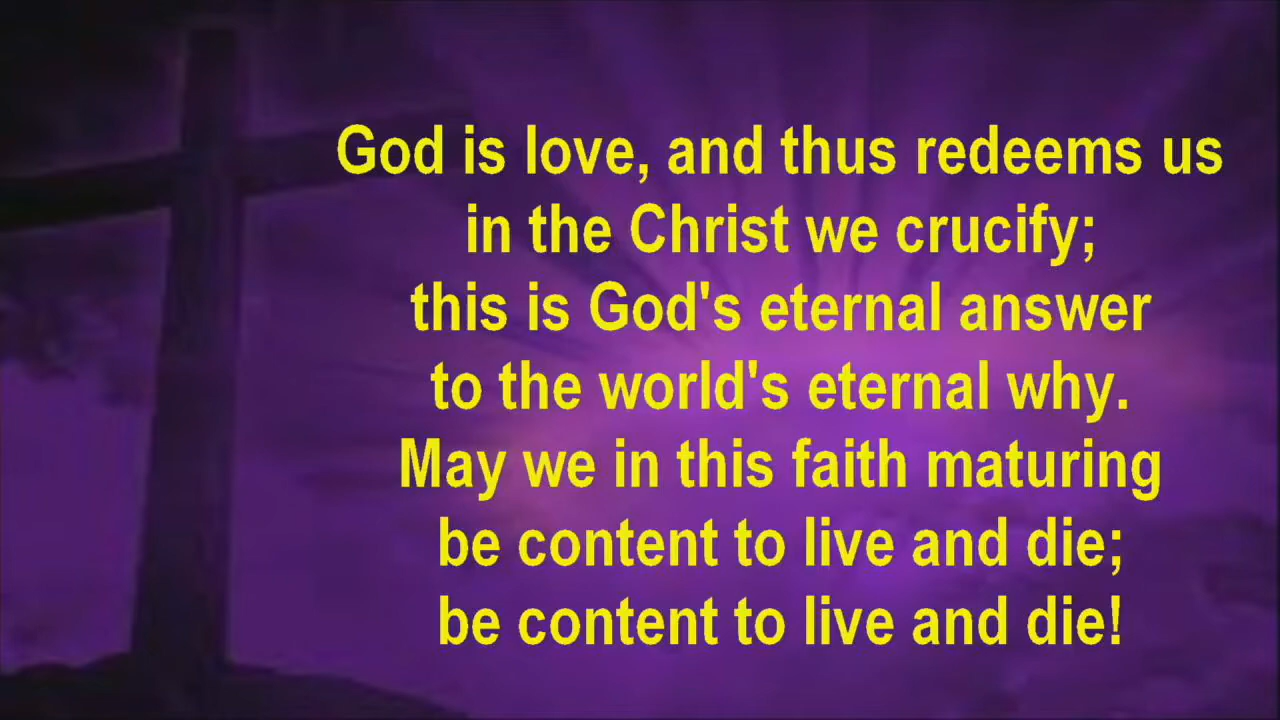 God is love, and thus redeems us
in the Christ we crucify;
this is God's eternal answer
to the world's eternal why.
May we in this faith maturing
be content to live and die;
be content to live and die!